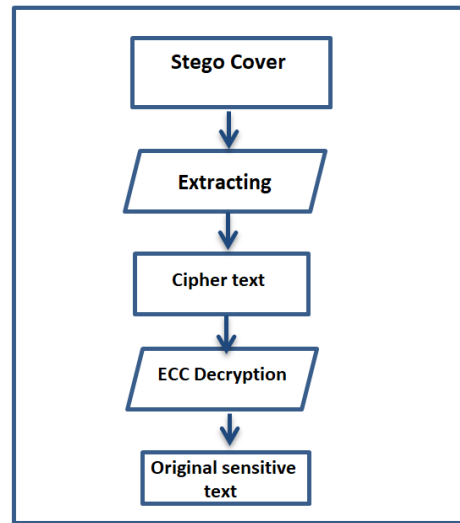 Stego Cover
Extracting
Cipher text
ECC Decryption
Original sensitive
text